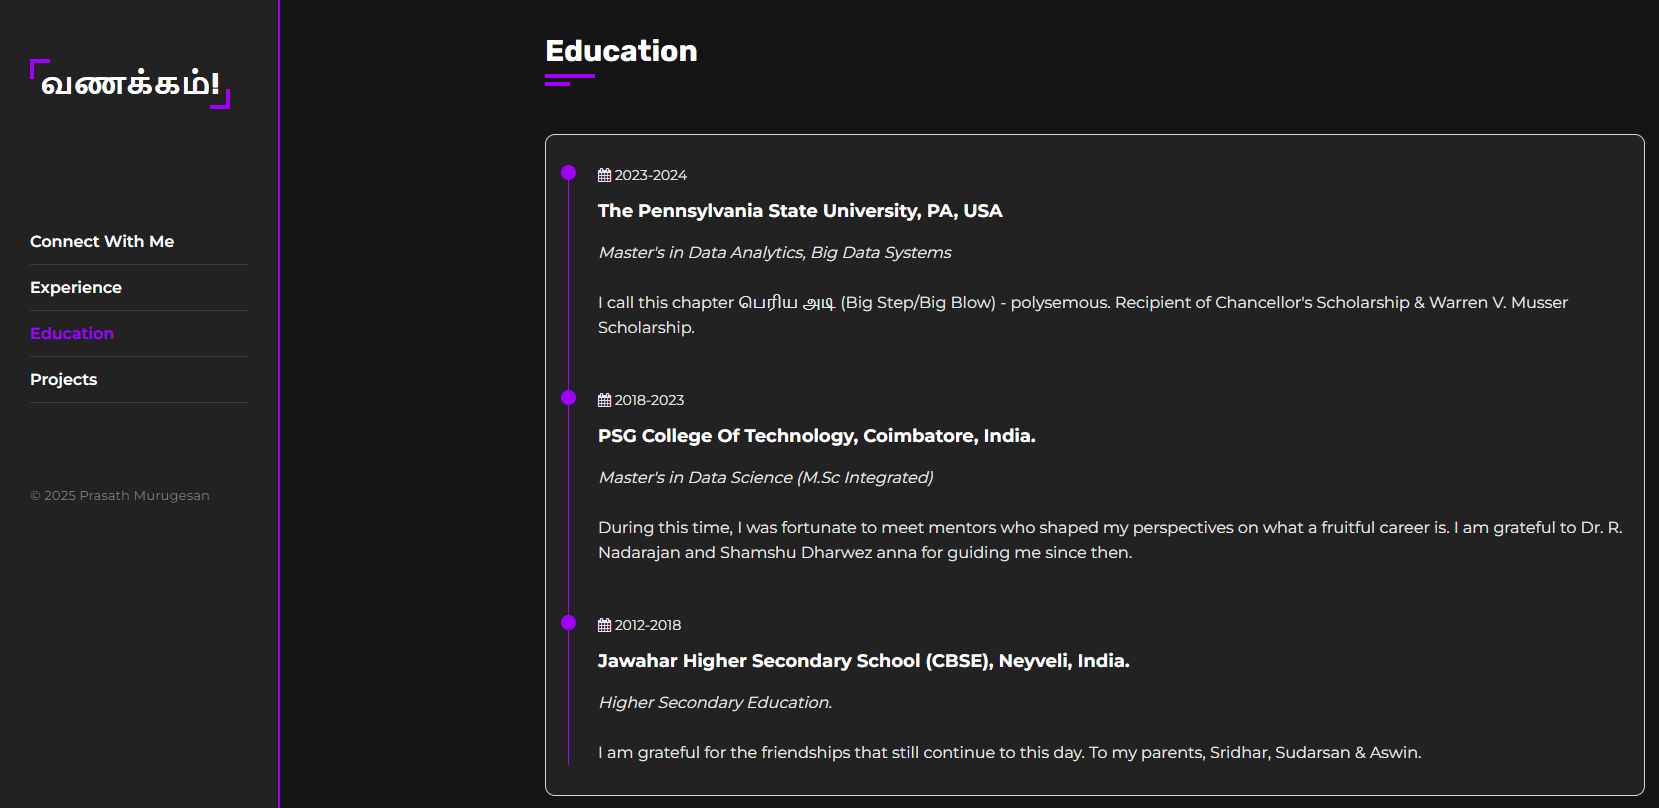 வணக்கம்!
Connect With Me
Experience
Education
Projects
© 2025 Prasath Murugesan
Education
2023-2024
The Pennsylvania State University, PA, USA
Master's in Data Analytics, Big Data Systems
I call this chapter பெரிய அடி (Big Step/Big Blow) - polysemous. Recipient of Chancellor's Scholarship & Warren V. Musser
Scholarship.
2018-2023
PSG College Of Technology, Coimbatore, India.
Master's in Data Science (M.Sc Integrated)
During this time, I was fortunate to meet mentors who shaped my perspectives on what a fruitful career is. I am grateful to Dr. R.
Nadarajan and Shamshu Dharwez anna for guiding me since then.
2012-2018
Jawahar Higher Secondary School (CBSE), Neyveli, India.
Higher Secondary Education.
I am grateful for the friendships that still continue to this day. To my parents, Sridhar, Sudarsan & Aswin.